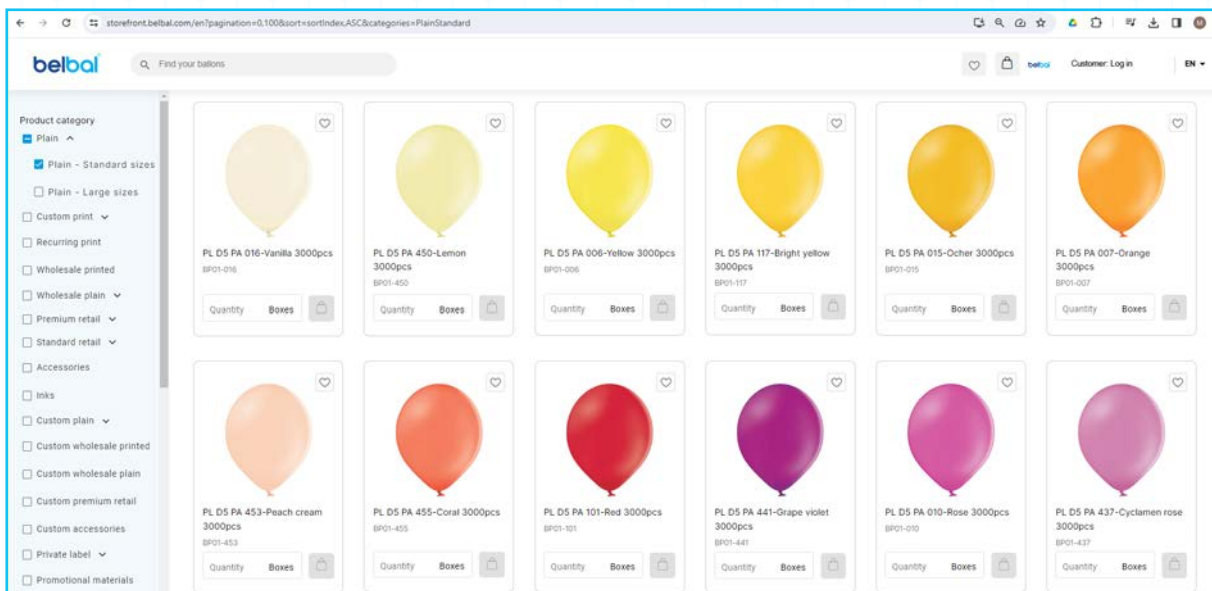 storefront.belbal.com/en?pagination=0,100&sort=sortIndex,ASC&categories=PlainStandard
belbal
Find your ballons
belbal
Customer: Log in
EN
Product category
Plain
Plain - Standard sizes
Plain - Large sizes
Custom print
Recurring print
Wholesale printed
Wholesale plain
Premium retail
Standard retail
Accessories
Inks
Custom plain
Custom wholesale printed
Custom wholesale plain
Custom premium retail
Custom accessories
Private label
Promotional materials
PL D5 PA 016-Vanilla 3000pcs
BP01-016
Quantity Boxes
PL D5 PA 450-Lemon
3000pcs
BP01-450
Quantity Boxes
PL D5 PA 006-Yellow 3000pcs
BP01-006
Quantity Boxes
PL D5 PA 117-Bright yellow
3000pcs
BP01-117
Quantity Boxes
PL D5 PA 015-Ocher 3000pcs
BP01-015
Quantity Boxes
PL D5 PA 007-Orange
3000pcs
BP01-007
Quantity Boxes
PL D5 PA 453-Peach cream
3000pcs
BP01-453
Quantity Boxes
PL D5 PA 455-Coral 3000pcs
BP01-455
Quantity Boxes
PL D5 PA 101-Red 3000pcs
BP01-101
Quantity Boxes
PL D5 PA 441-Grape violet
3000pcs
BP01-441
Quantity Boxes
PL D5 PA 010-Rose 3000pcs
BP01-010
Quantity Boxes
PL D5 PA 437-Cyclamen rose
3000pcs
BP01-437
Quantity Boxes